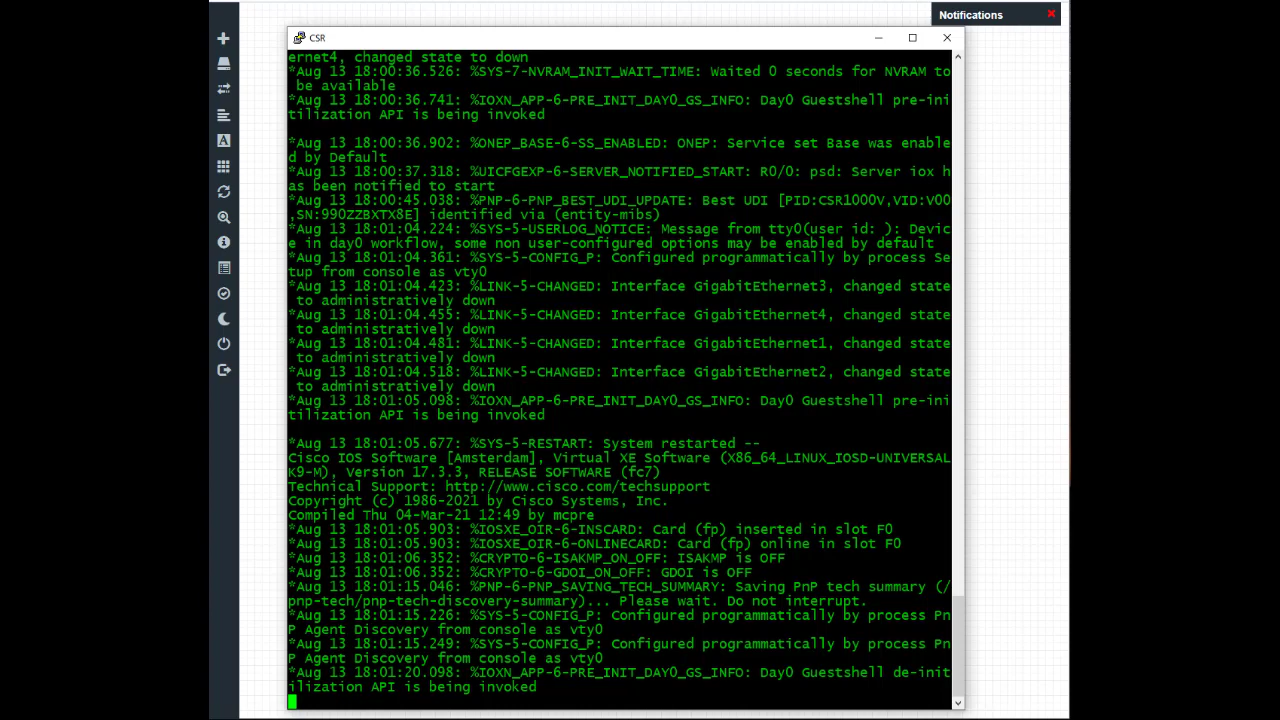 Notifications
CSR
ernet4, changed state to down
*Aug 13 18:00:36.526: %SYS-7-NVRAM_INIT_WAIT_TIME: Waited 0 seconds for NVRAM to
 be available
*Aug 13 18:00:36.741: %IOXN_APP-6-PRE_INIT_DAY0_GS_INFO: Day0 Guestshell pre-ini
tilization API is being invoked
*Aug 13 18:00:36.902: %ONEP_BASE-6-SS_ENABLED: ONEP: Service set Base was enable
d by Default
*Aug 13 18:00:37.318: %UICFGEXP-6-SERVER_NOTIFIED_START: R0/0: psd: Server iox h
as been notified to start
*Aug 13 18:00:45.038: %PNP-6-PNP_BEST_UDI_UPDATE: Best UDI [PID:CSR1000V,VID:V00
,SN:990ZZBXTX8E] identified via (entity-mibs)
*Aug 13 18:01:04.224: %SYS-5-USERLOG_NOTICE: Message from tty0(user id: ): Devic
e in day0 workflow, some non user-configured options may be enabled by default
*Aug 13 18:01:04.361: %SYS-5-CONFIG_P: Configured programmatically by process Se
tup from console as vty0
*Aug 13 18:01:04.423: %LINK-5-CHANGED: Interface GigabitEthernet3, changed state
 to administratively down
*Aug 13 18:01:04.455: %LINK-5-CHANGED: Interface GigabitEthernet4, changed state
 to administratively down
*Aug 13 18:01:04.481: %LINK-5-CHANGED: Interface GigabitEthernet1, changed state
 to administratively down
*Aug 13 18:01:04.518: %LINK-5-CHANGED: Interface GigabitEthernet2, changed state
 to administratively down
*Aug 13 18:01:05.098: %IOXN_APP-6-PRE_INIT_DAY0_GS_INFO: Day0 Guestshell pre-ini
tilization API is being invoked
*Aug 13 18:01:05.677: %SYS-5-RESTART: System restarted --
Cisco IOS Software [Amsterdam], Virtual XE Software (X86_64_LINUX_IOSD-UNIVERSAL
K9-M), Version 17.3.3, RELEASE SOFTWARE (fc7)
Technical Support: http://www.cisco.com/techsupport
Copyright (c) 1986-2021 by Cisco Systems, Inc.
Compiled Thu 04-Mar-21 12:49 by mcpre
*Aug 13 18:01:05.903: %IOSXE_OIR-6-INSCARD: Card (fp) inserted in slot F0
*Aug 13 18:01:05.903: %IOSXE_OIR-6-ONLINECARD: Card (fp) online in slot F0
*Aug 13 18:01:06.352: %CRYPTO-6-ISAKMP_ON_OFF: ISAKMP is OFF
*Aug 13 18:01:06.352: %CRYPTO-6-GDOI_ON_OFF: GDOI is OFF
*Aug 13 18:01:15.046: %PNP-6-PNP_SAVING_TECH_SUMMARY: Saving PnP tech summary (/
pnp-tech/pnp-tech-discovery-summary)... Please wait. Do not interrupt.
*Aug 13 18:01:15.226: %SYS-5-CONFIG_P: Configured programmatically by process Pn
P Agent Discovery from console as vty0
*Aug 13 18:01:15.249: %SYS-5-CONFIG_P: Configured programmatically by process Pn
P Agent Discovery from console as vty0
*Aug 13 18:01:20.098: %IOXN_APP-6-PRE_INIT_DAY0_GS_INFO: Day0 Guestshell de-init
ilization API is being invoked